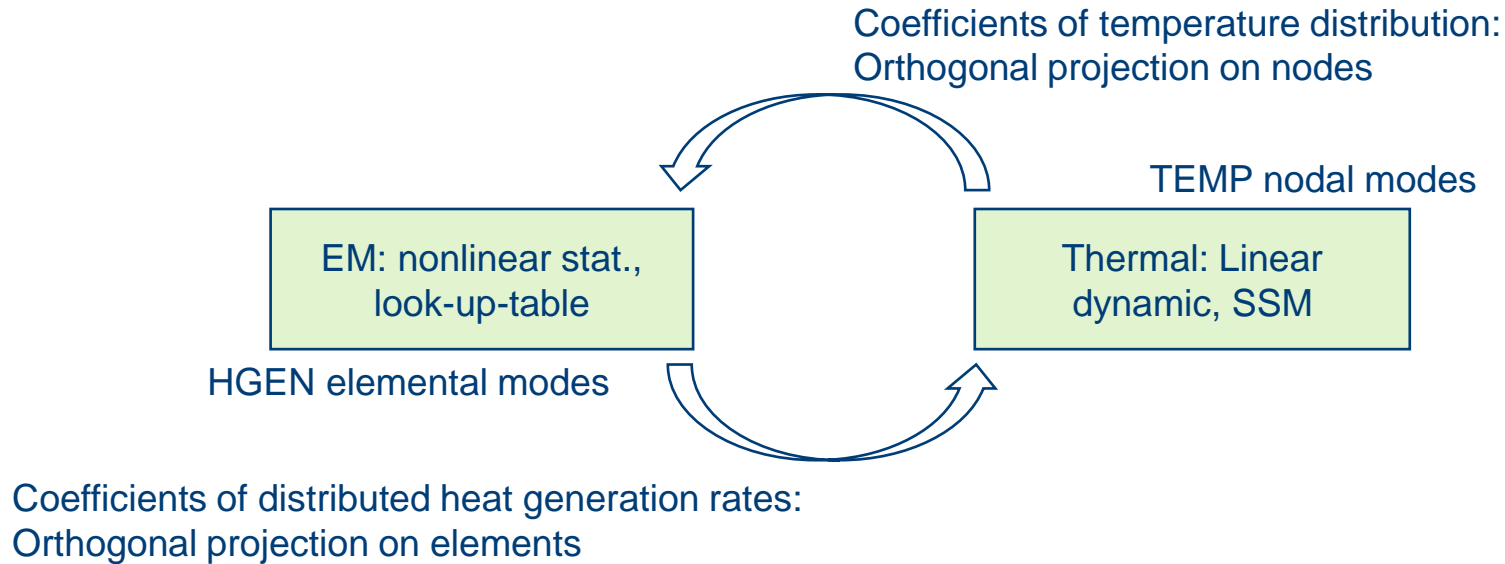 Coefficients of temperature distribution:
Orthogonal projection on nodes
TEMP nodal modes
EM: nonlinear stat.,
look-up-table
Thermal: Linear
dynamic, SSM
HGEN elemental modes
Coefficients of distributed heat generation rates:
Orthogonal projection on elements